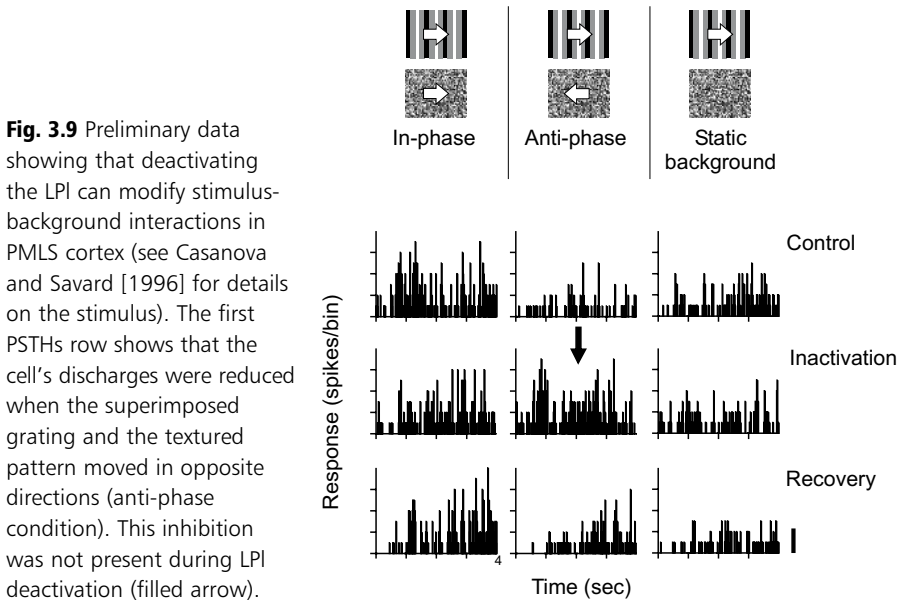 Fig. 3.9 Preliminary data
showing that deactivating
the LPl can modify stimulus-
background interactions in
PMLS cortex (see Casanova
and Savard [1996] for details
on the stimulus). The first
PSTHs row shows that the
cell's discharges were reduced
when the superimposed
grating and the textured
pattern moved in opposite
directions (anti-phase
condition). This inhibition
was not present during LPl
deactivation (filled arrow).
In-phase
Anti-phase
Static
background
Control
Inactivation
Recovery
Response (spikes/bin)
4
Time (sec)